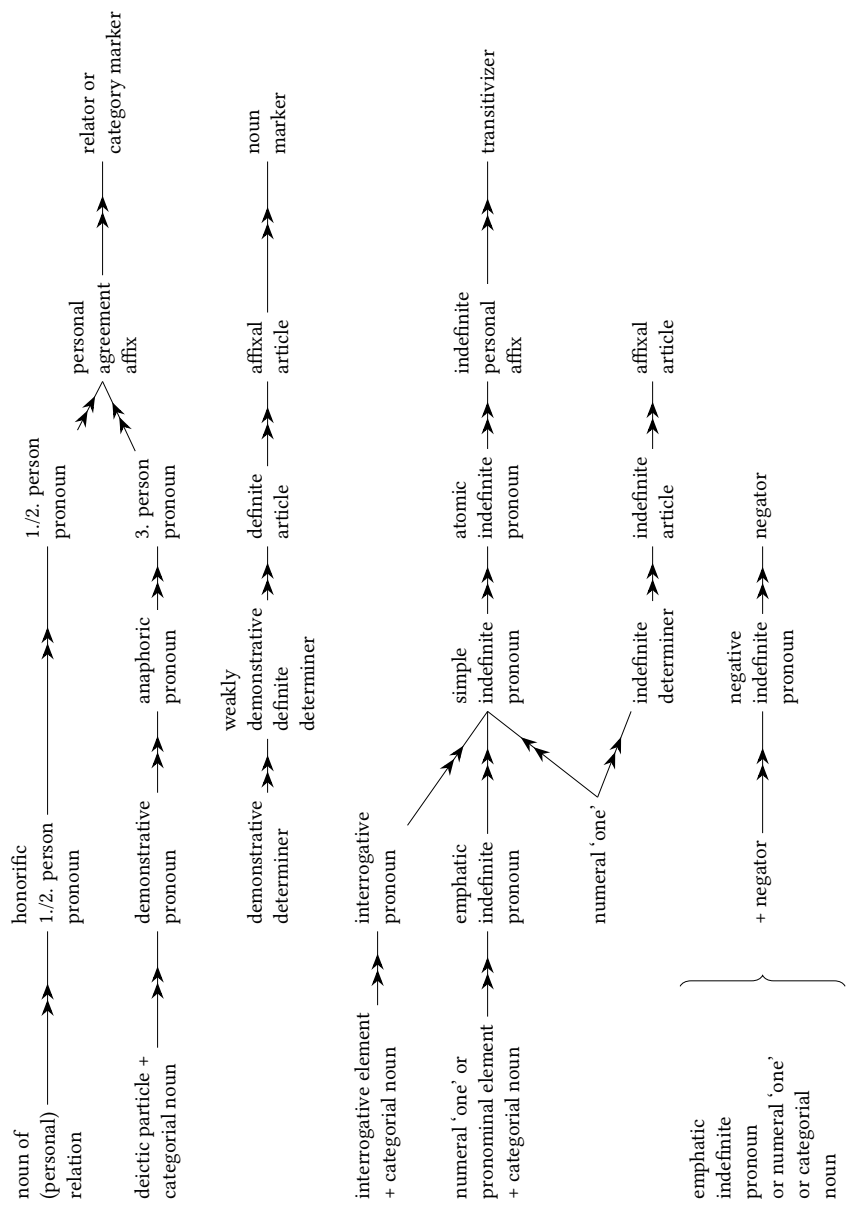 noun of
(personal)
relation
honorific
1./2. person
pronoun
1./2. person
pronoun
personal
agreement
affix
relator or
category marker
deictic particle +
categorial noun
demonstrative
pronoun
anaphoric
pronoun
3. person
pronoun
demonstrative
determiner
weakly
demonstrative
definite
determiner
definite
article
affixal
article
noun
marker
interrogative element
+ categorial noun
interrogative
pronoun
numeral ‘one’ or
pronominal element
+ categorial noun
emphatic
indefinite
pronoun
simple
indefinite
pronoun
atomic
indefinite
pronoun
indefinite
personal
affix
transitivizer
numeral ‘one’
indefinite
determiner
indefinite
article
affixal
article
emphatic
indefinite
pronoun
or numeral ‘one’
or categorial
noun
+ negator
negative
indefinite
pronoun
negator